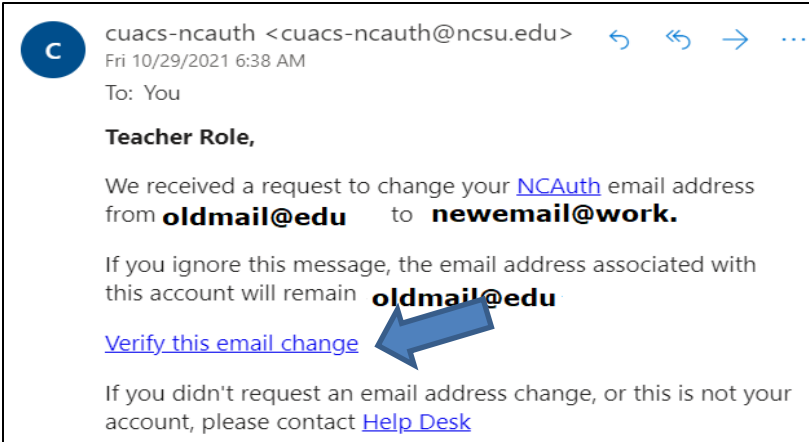 C
cuacs-ncauth <cuacs-ncauth@ncsu.edu>
Fri 10/29/2021 6:38 AM
To: You
Teacher Role,
We received a request to change your NCAuth email address
from oldmail@edu to newemail@work.
If you ignore this message, the email address associated with
this account will remain oldmail@edu
Verify this email change
If you didn't request an email address change, or this is not your
account, please contact Help Desk